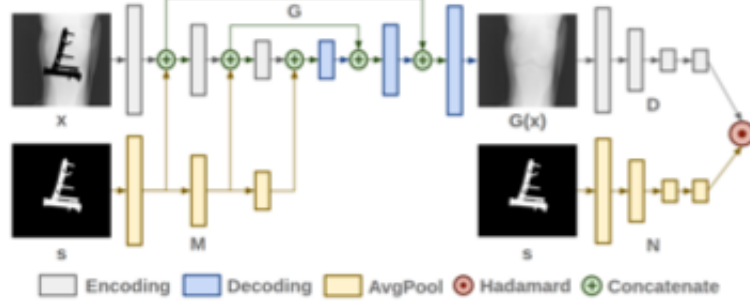 G
x
G(x)
D
s
M
s
N
Encoding
Decoding
AvgPool
Hadamard
Concatenate